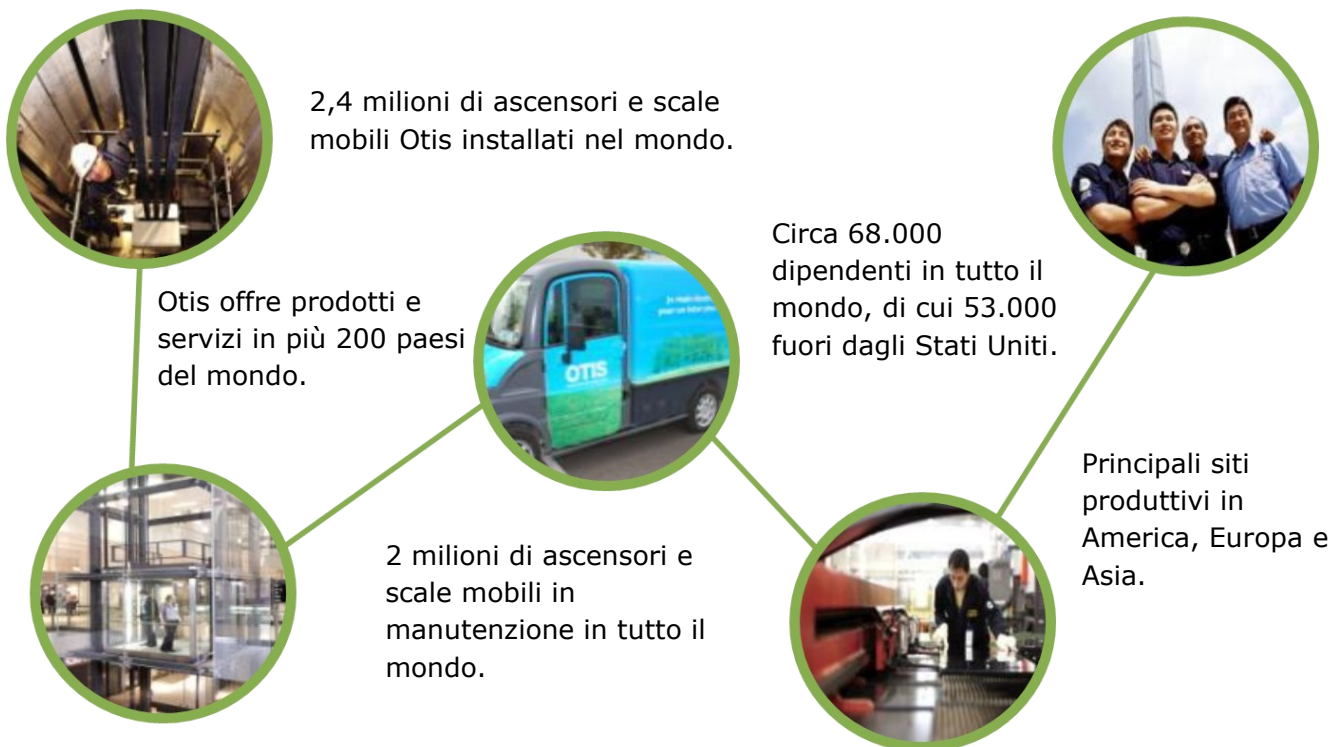 2,4 milioni di ascensori e scale
mobili Otis installati nel mondo.
Otis offre prodotti e
servizi in più 200 paesi
del mondo.
OTIS
Circa 68.000
dipendenti in tutto il
mondo, di cui 53.000
fuori dagli Stati Uniti.
2 milioni di ascensori e
scale mobili in
manutenzione in tutto il
mondo.
Principali siti
produttivi in
America, Europa e
Asia.